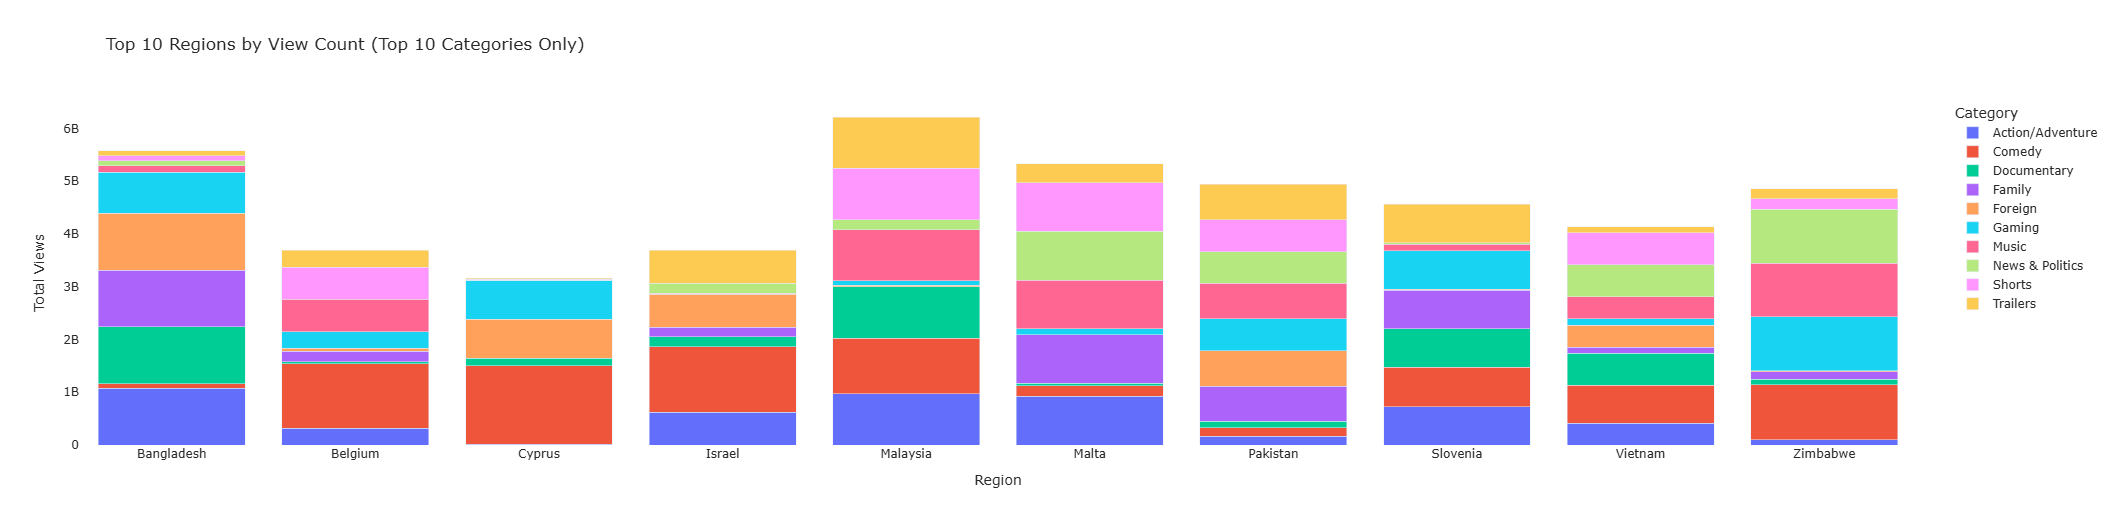 Top 10 Regions by View Count (Top 10 Categories Only)
Total Views
6B
5B
4B
3B
2B
1B
0
Bangladesh
Belgium
Cyprus
Israel
Malaysia
Malta
Pakistan
Slovenia
Vietnam
Zimbabwe
Region
Category
Action/Adventure
Comedy
Documentary
Family
Foreign
Gaming
Music
News & Politics
Shorts
Trailers